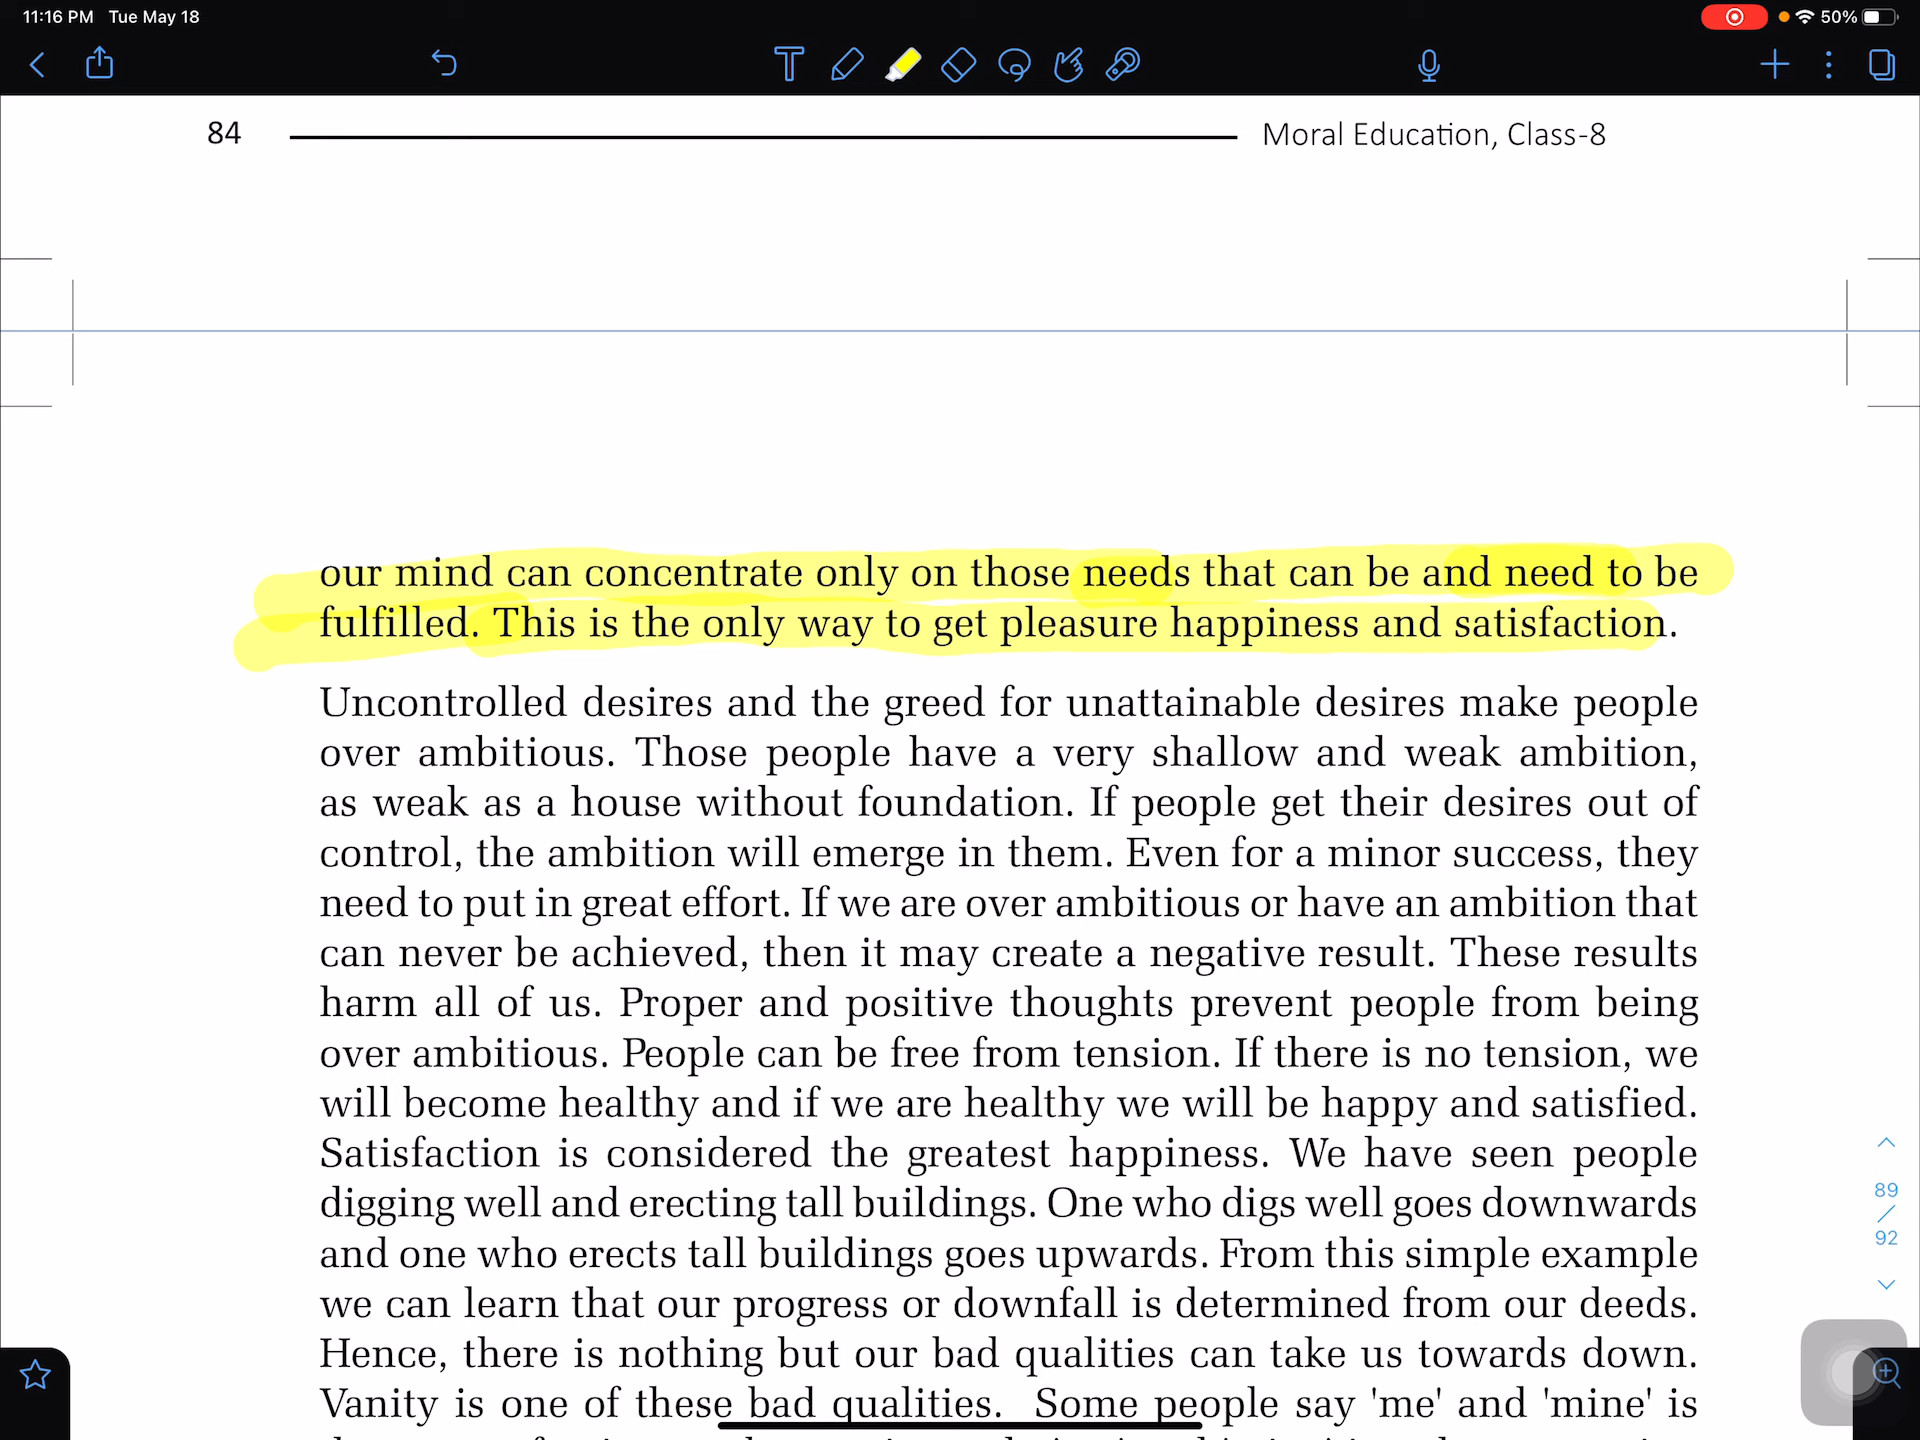 11:16 PM Tue May 18
50%
84 Moral Education, Class-8
our mind can concentrate only on those needs that can be and need to be
fulfilled. This is the only way to get pleasure happiness and satisfaction.
Uncontrolled desires and the greed for unattainable desires make people
over ambitious. Those people have a very shallow and weak ambition,
as weak as a house without foundation. If people get their desires out of
control, the ambition will emerge in them. Even for a minor success, they
need to put in great effort. If we are over ambitious or have an ambition that
can never be achieved, then it may create a negative result. These results
harm all of us. Proper and positive thoughts prevent people from being
over ambitious. People can be free from tension. If there is no tension, we
will become healthy and if we are healthy we will be happy and satisfied.
Satisfaction is considered the greatest happiness. We have seen people
digging well and erecting tall buildings. One who digs well goes downwards
and one who erects tall buildings goes upwards. From this simple example
we can learn that our progress or downfall is determined from our deeds.
Hence, there is nothing but our bad qualities can take us towards down.
Vanity is one of these bad qualities. Some people say 'me' and 'mine' is
89
/
92